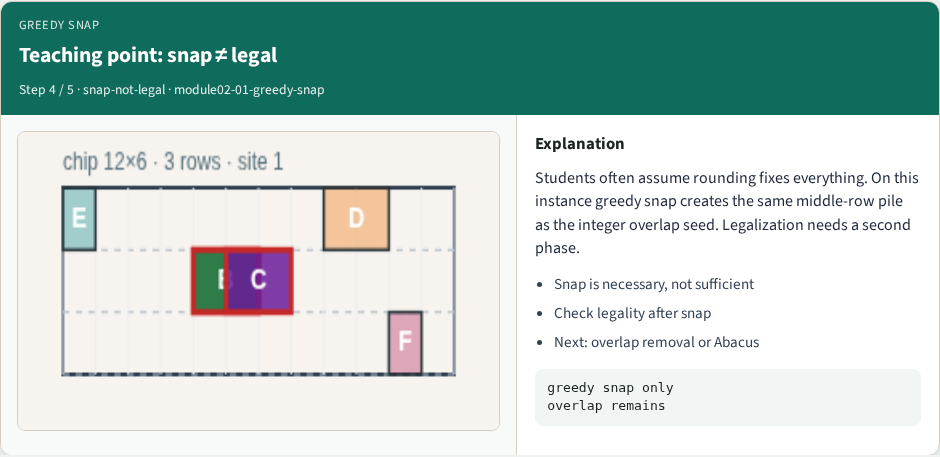 GREEDY SNAP
Teaching point: snap ≠ legal
Step 4 / 5 · snap-not-legal · module02-01-greedy-snap
chip 12×6 · 3 rows · site 1
E
D
B
C
F
Explanation
Students often assume rounding fixes everything. On this
instance greedy snap creates the same middle-row pile
as the integer overlap seed. Legalization needs a second
phase.
• Snap is necessary, not sufficient
• Check legality after snap
• Next: overlap removal or Abacus
greedy snap only
overlap remains